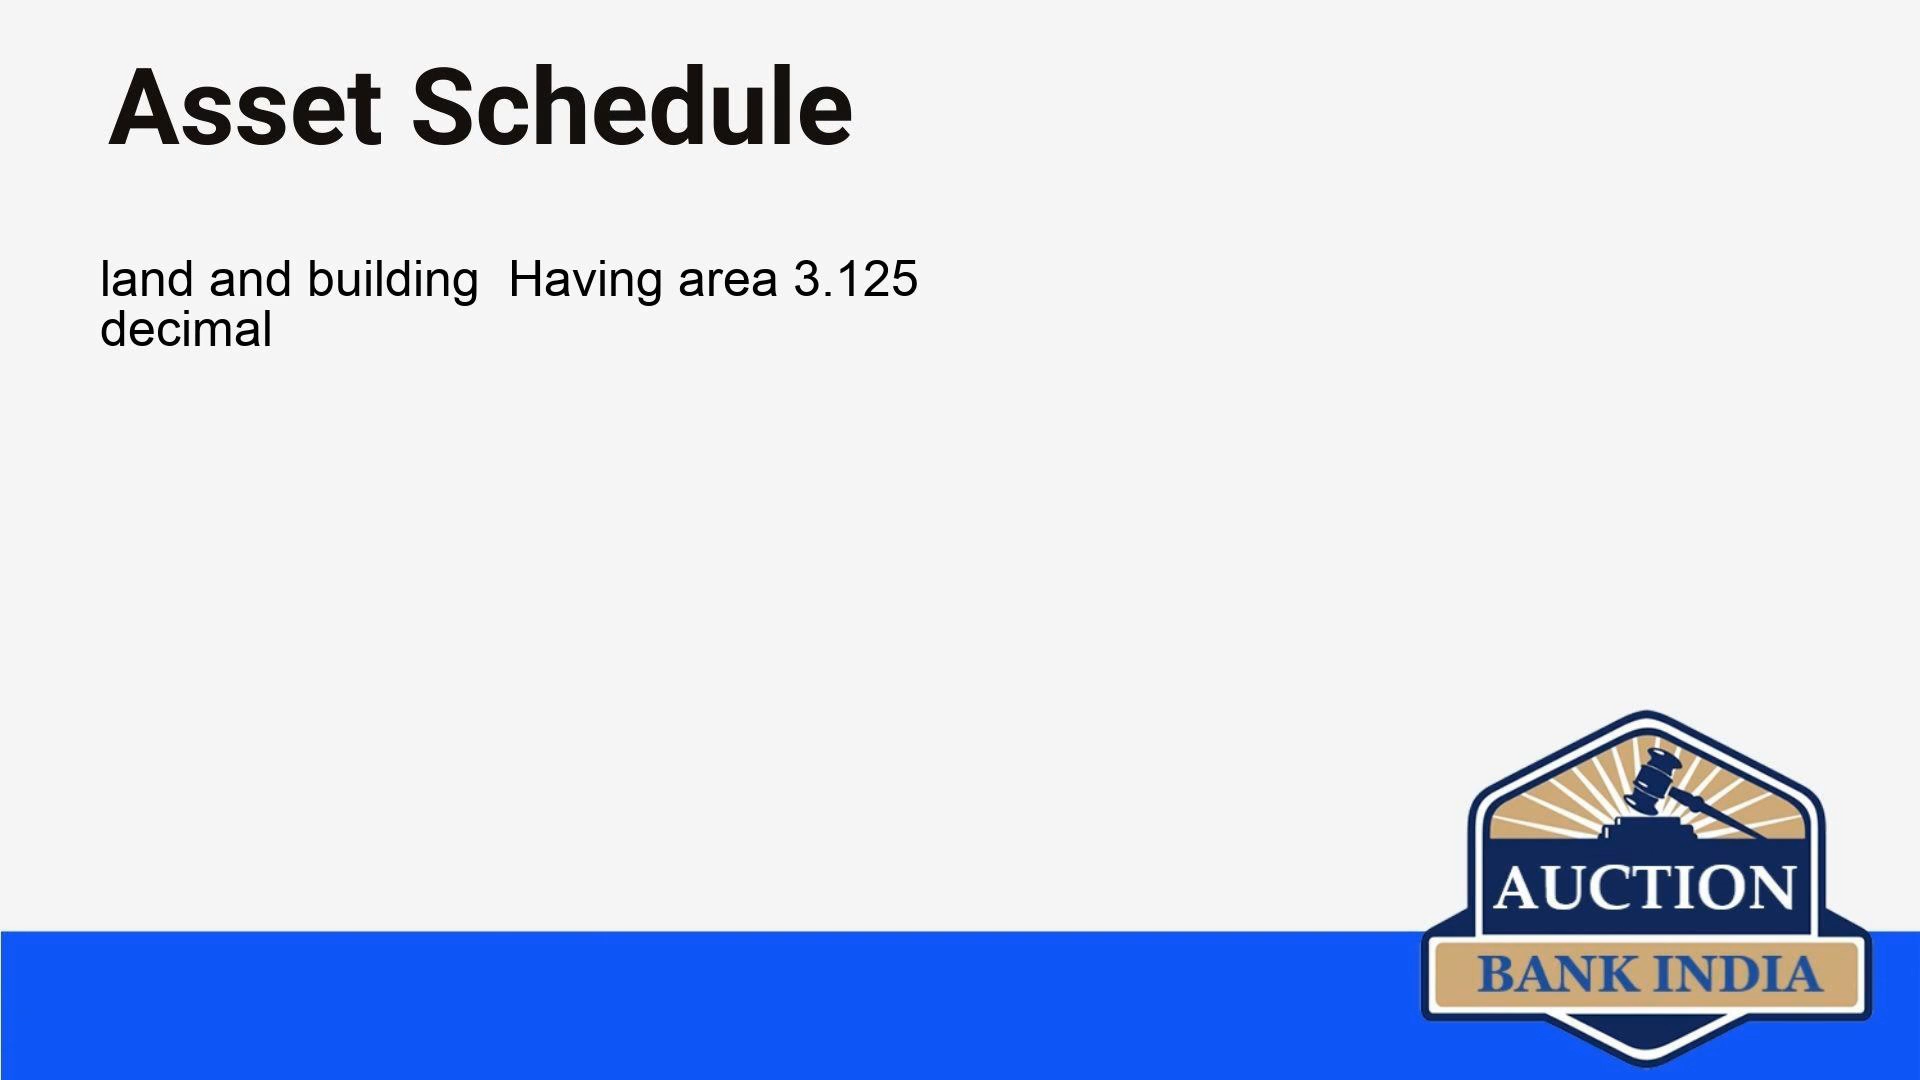 Asset Schedule
land and building  Having area 3.125
decimal
AUCTION
BANK INDIA